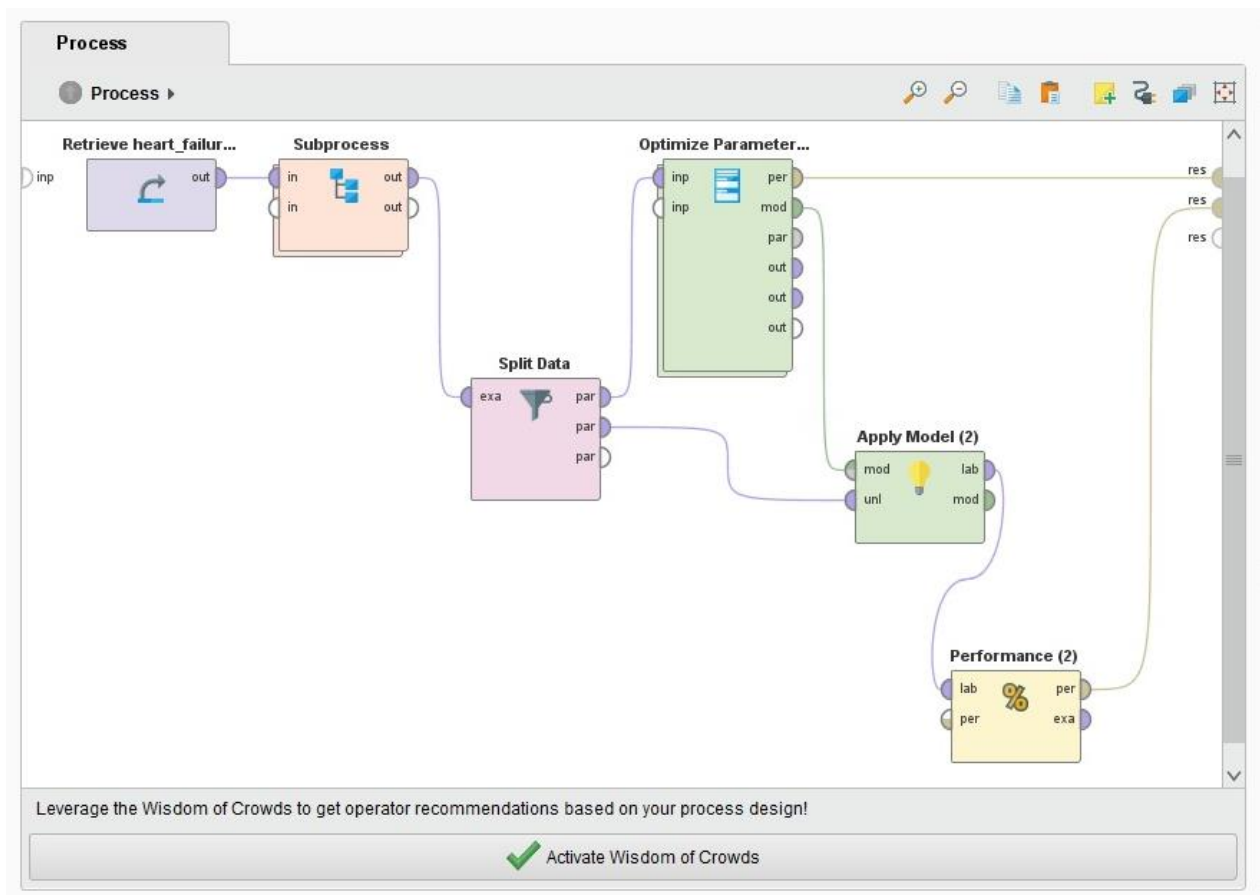 Process
Process
Retrieve heart_failur...
Subprocess
Optimize Parameter...
inp
out
in
out
in
out
inp
per
inp
mod
par
out
out
out
res
res
res
Split Data
exa
par
par
par
Apply Model (2)
mod
lab
unl
mod
Performance (2)
lab
per
per
exa
%
Leverage the Wisdom of Crowds to get operator recommendations based on your process design!
Activate Wisdom of Crowds